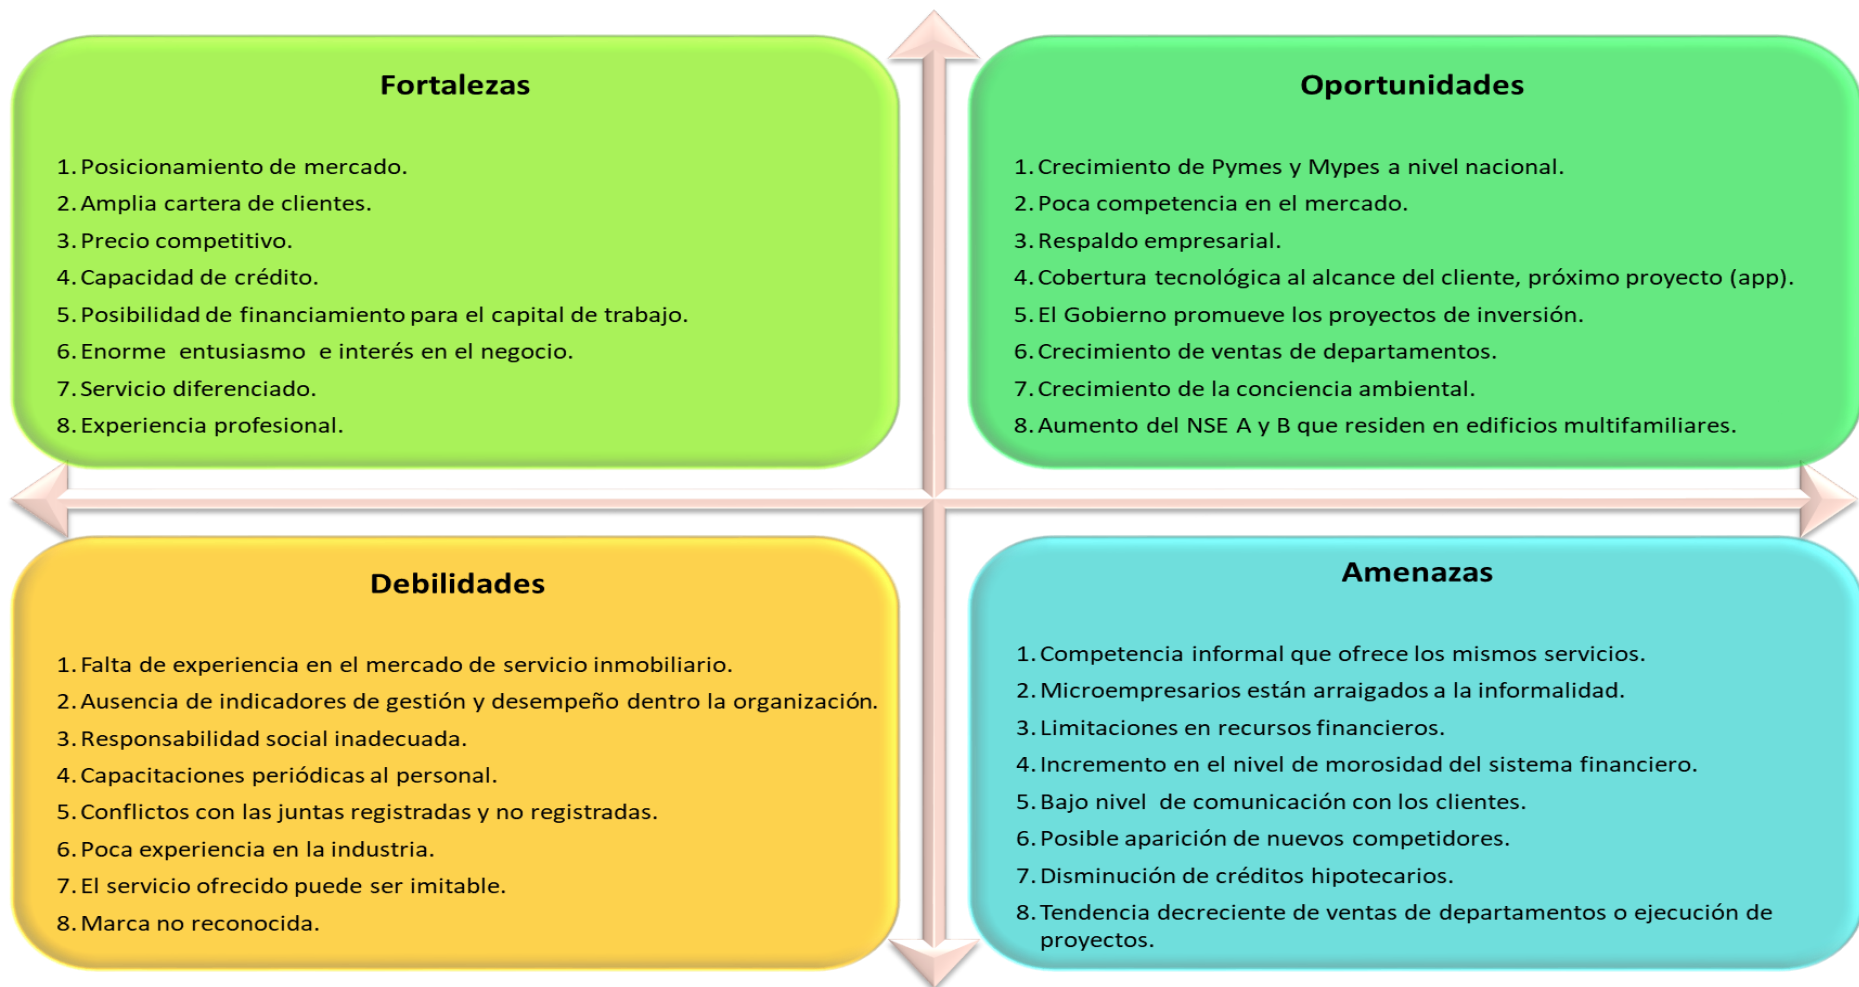 Fortalezas
1. Posicionamiento de mercado.
2. Amplia cartera de clientes.
3. Precio competitivo.
4. Capacidad de crédito.
5. Posibilidad de financiamiento para el capital de trabajo.
6. Enorme entusiasmo e interés en el negocio.
7. Servicio diferenciado.
8. Experiencia profesional.
Oportunidades
1. Crecimiento de Pymes y Mypes a nivel nacional.
2. Poca competencia en el mercado.
3. Respaldo empresarial.
4. Cobertura tecnológica al alcance del cliente, próximo proyecto (app).
5. El Gobierno promueve los proyectos de inversión.
6. Crecimiento de ventas de departamentos.
7. Crecimiento de la conciencia ambiental.
8. Aumento del NSE A y B que residen en edificios multifamiliares.
Debilidades
1. Falta de experiencia en el mercado de servicio inmobiliario.
2. Ausencia de indicadores de gestión y desempeño dentro la organización.
3. Responsabilidad social inadecuada.
4. Capacitaciones periódicas al personal.
5. Conflictos con las juntas registradas y no registradas.
6. Poca experiencia en la industria.
7. El servicio ofrecido puede ser imitable.
8. Marca no reconocida.
Amenazas
1. Competencia informal que ofrece los mismos servicios.
2. Microempresarios están arraigados a la informalidad.
3. Limitaciones en recursos financieros.
4. Incremento en el nivel de morosidad del sistema financiero.
5. Bajo nivel de comunicación con los clientes.
6. Posible aparición de nuevos competidores.
7. Disminución de créditos hipotecarios.
8. Tendencia decreciente de ventas de departamentos o ejecución de
proyectos.